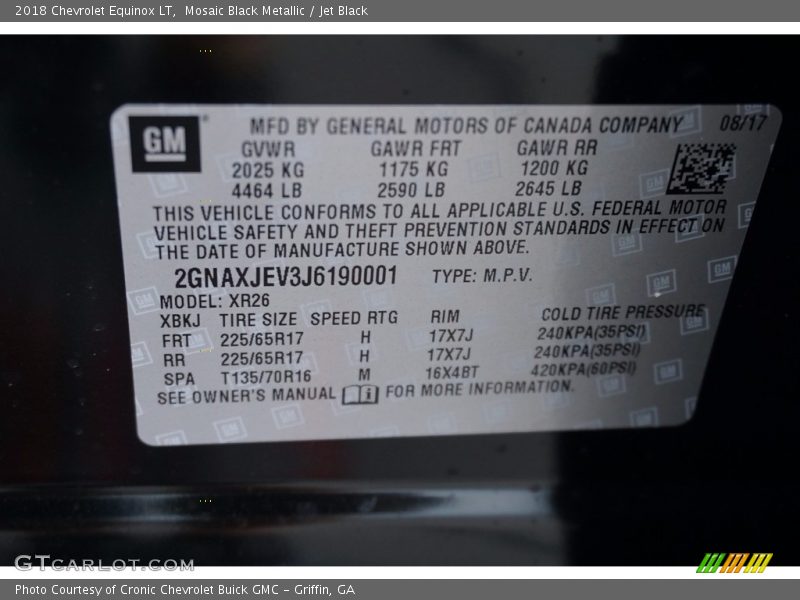 2018 Chevrolet Equinox LT, Mosaic Black Metallic / Jet Black
GM
MFD BY GENERAL MOTORS OF CANADA COMPANY 08/17
GVWR GAWR FRT GAWR RR
2025 KG 1175 KG 1200 KG
4464 LB 2590 LB 2645 LB
THIS VEHICLE CONFORMS TO ALL APPLICABLE U.S. FEDERAL MOTOR
VEHICLE SAFETY AND THEFT PREVENTION STANDARDS IN EFFECT ON
THE DATE OF MANUFACTURE SHOWN ABOVE.
2GNAXJEV3J6190001 TYPE: M.P.V.
MODEL: XR26
XBKJ TIRE SIZE SPEED RTG RIM COLD TIRE PRESSURE
FRT 225/65R17 H 17X7J 240KPA(35PSI)
RR 225/65R17 H 17X7J 240KPA(35PSI)
SPA T135/70R16 M 16X4BT 420KPA(60PSI)
SEE OWNER'S MANUAL i FOR MORE INFORMATION.
GTCARLOT.COM
Photo Courtesy of Cronic Chevrolet Buick GMC – Griffin, GA